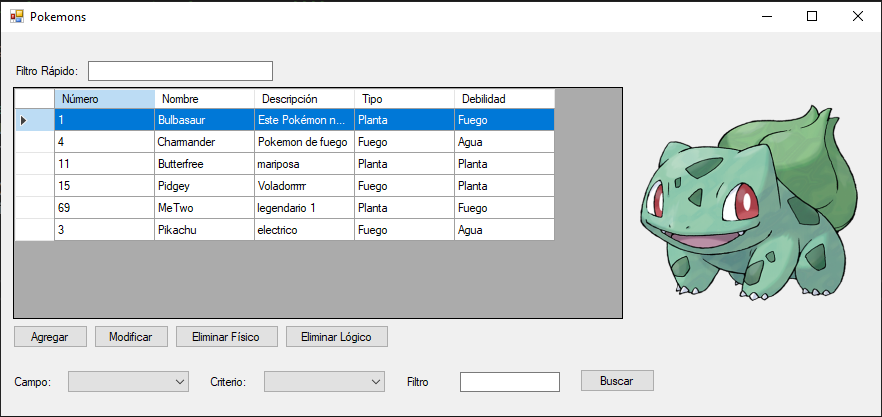 Pokemons
Filtro Rápido:
Número Nombre Descripción Tipo Debilidad
1 Bulbasaur Este Pokémon n... Planta Fuego
4 Charmander Pokemon de fuego Fuego Agua
11 Butterfree mariposa Fuego Planta
15 Pidgey Voladorrrrr Fuego Planta
69 MeTwo legendario 1 Planta Fuego
3 Pikachu electrico Fuego Agua
Agregar Modificar Eliminar Físico Eliminar Lógico
Campo: Criterio: Filtro Buscar